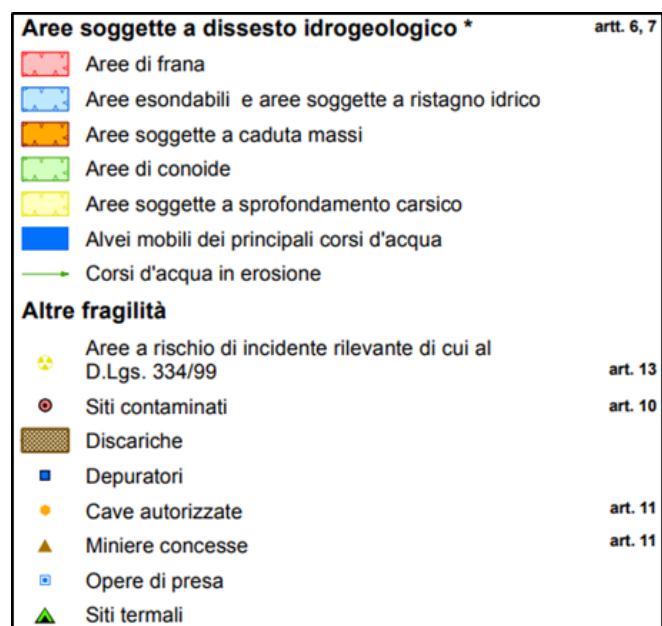 Aree soggette a dissesto idrogeologico * artt. 6, 7
Aree di frana
Aree esondabili e aree soggette a ristagno idrico
Aree soggette a caduta massi
Aree di conoide
Aree soggette a sprofondamento carsico
Alvei mobili dei principali corsi d'acqua
Corsi d'acqua in erosione
Altre fragilità
Aree a rischio di incidente rilevante di cui al
D.Lgs. 334/99 art. 13
Siti contaminati art. 10
Discariche
Depuratori
Cave autorizzate art. 11
Miniere concesse art. 11
Opere di presa
Siti termali